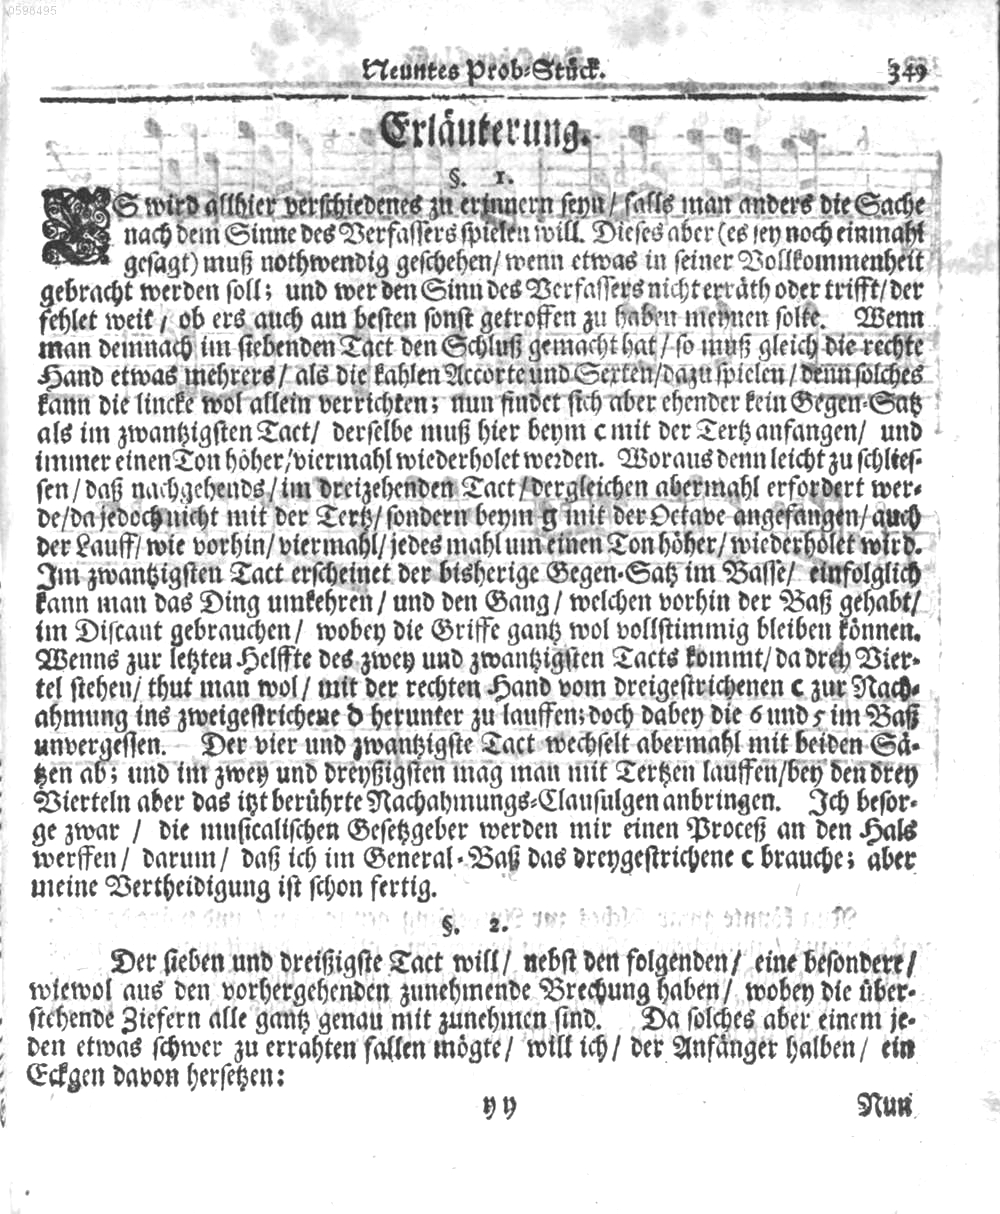 0598495
Neuntes Prob-Stück. 349
Erläuterung.
§. 1.
ES wird allhier verschiedenes zu erinnern seyn/ falls man anders die Sache
nach dem Sinne des Verfassers spielen will. Dieses aber (es sey noch einmahl
gesagt) muß nothwendig geschehen/ wenn etwas in seiner Vollkommenheit
gebracht werden soll; und wer den Sinn des Verfassers nicht erräth oder trifft/ der
fehlet weit / ob ers auch am besten sonst getroffen zu haben meynen solte. Wenn
man demnach im siebenden Tact den Schluß gemacht hat/ so muß gleich die rechte
Hand etwas mehrers/ als die kahlen Accorte und Sexten/ dazu spielen/ denn solches
kann die lincke wol allein verrichten; nun findet sich aber ehender kein Gegen-Satz
als im zwantzigsten Tact/ derselbe muß hier beym c mit der Tertz anfangen/ und
immer einen Ton höher/ viermahl wiederholet werden. Woraus denn leicht zu schlies-
sen/ daß nachgehends/ im dreizehenden Tact/ dergleichen abermahl erfordert wer-
de/ da jedoch nicht mit der Tertz/ sondern beym g mit der Octave angefangen/ auch
der Lauff/ wie vorhin/ viermahl/ jedes mahl um einen Ton höher/ wiederholet wird.
Im zwantzigsten Tact erscheinet der bisherige Gegen-Satz im Basse/ einfolglich
kann man das Ding umkehren/ und den Gang/ welchen vorhin der Baß gehabt/
im Discant gebrauchen/ wobey die Griffe gantz wol vollstimmig bleiben können.
Wenns zur letzten Helffte des zwey und zwantzigsten Tacts kommt/ da drey Vier-
tel stehen/ thut man wol/ mit der rechten Hand vom dreigestrichenen c zur Nach-
ahmung ins zweigestrichene d herunter zu lauffen; doch dabey die 6 und 5 im Baß
unvergessen. Der vier und zwantzigste Tact wechselt abermahl mit beiden Sä-
tzen ab; und im zwey und dreyßigsten mag man mit Tertzen lauffen/ bey den drey
Vierteln aber das itzt berührte Nachahmungs-Clausulgen anbringen. Ich besor-
ge zwar / die musicalischen Gesetzgeber werden mir einen Proceß an den Hals
werffen/ darum/ daß ich im General-Baß das dreygestrichene c brauche; aber
meine Vertheidigung ist schon fertig.
§. 2.
Der sieben und dreißigste Tact will/ nebst den folgenden/ eine besondere/
wiewol aus den vorhergehenden zunehmende Brechung haben/ wobey die über-
stehende Ziefern alle gantz genau mit zunehmen sind. Da solches aber einem je-
den etwas schwer zu errahten fallen mögte/ will ich/ der Anfänger halben/ ein
Eckgen davon hersetzen:
y y Nun